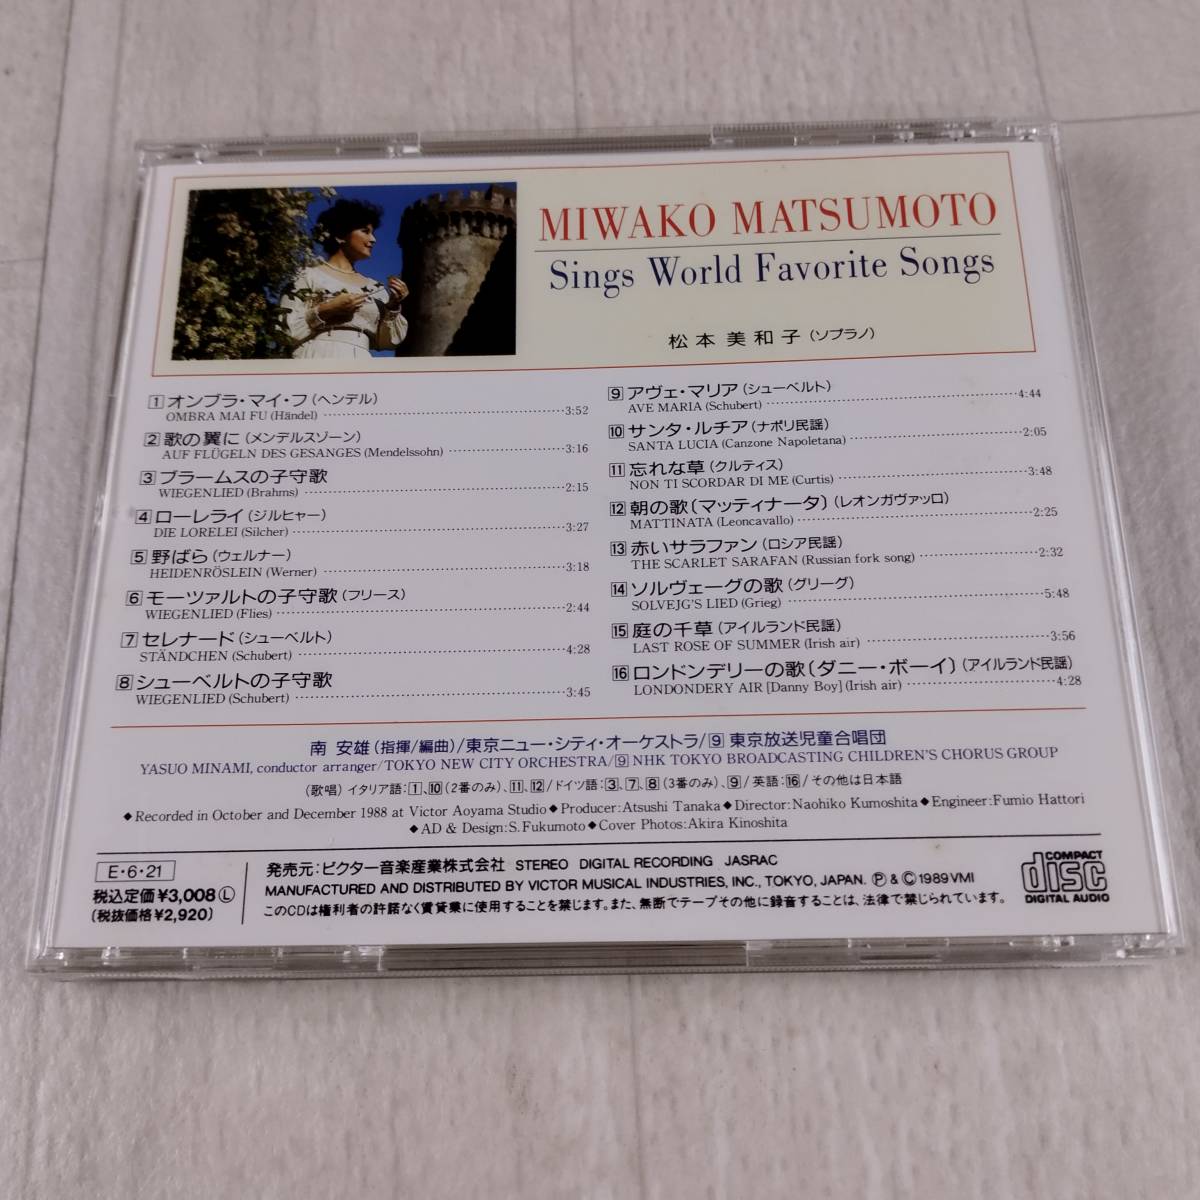 MIWAKO MATSUMOTO
Sings World Favorite Songs
松本美和子(ソプラノ)
1 オンブラ・マイ・フ(ヘンデル)
OMBRA MAI FU (Händel) 3:52
2 歌の翼に(メンデルスゾーン)
AUF FLÜGELN DES GESANGES (Mendelssohn) 3:16
3 ブラームスの子守歌
WIEGENLIED (Brahms) 2:15
4 ローレライ(ジルヒャー)
DIE LORELEI (Silcher) 3:27
5 野ばら(ウェルナー)
HEIDENRÖSLEIN (Werner) 3:18
6 モーツァルトの子守歌(フリース)
WIEGENLIED (Flies) 2:44
7 セレナード(シューベルト)
STÄNDCHEN (Schubert) 4:28
8 シューベルトの子守歌
WIEGENLIED (Schubert) 3:45
9 アヴェ・マリア(シューベルト)
AVE MARIA (Schubert) 4:44
10 サンタ・ルチア(ナポリ民謡)
SANTA LUCIA (Canzone Napoletana) 2:05
11 忘れな草(クルティス)
NON TI SCORDAR DI ME (Curtis) 3:48
12 朝の歌〔マッティナータ〕(レオンガヴァッロ)
MATTINATA (Leoncavallo) 2:25
13 赤いサラファン(ロシア民謡)
THE SCARLET SARAFAN (Russian fork song) 2:32
14 ソルヴェーグの歌(グリーグ)
SOLVEJG'S LIED (Grieg) 5:48
15 庭の千草(アイルランド民謡)
LAST ROSE OF SUMMER (Irish air) 3:56
16 ロンドンデリーの歌〔ダニー・ボーイ〕(アイルランド民謡)
LONDONDERY AIR [Danny Boy] (Irish air) 4:28
南 安雄(指揮/編曲)/東京ニュー・シティ・オーケストラ/9 東京放送児童合唱団
YASUO MINAMI, conductor arranger/TOKYO NEW CITY ORCHESTRA/9 NHK TOKYO BROADCASTING CHILDREN'S CHORUS GROUP
(歌唱)イタリア語:1、10(2番のみ)、11、12/ドイツ語:3、7、8(3番のみ)、9/英語:16/その他は日本語
◆Recorded in October and December 1988 at Victor Aoyama Studio◆Producer:Atsushi Tanaka◆Director:Naohiko Kumoshita◆Engineer:Fumio Hattori
◆AD & Design:S. Fukumoto◆Cover Photos:Akira Kinoshita
E・6・21
税込定価¥3,008Ⓛ
(税抜価格¥2,920)
発売元:ビクター音楽産業株式会社 STEREO DIGITAL RECORDING JASRAC
MANUFACTURED AND DISTRIBUTED BY VICTOR MUSICAL INDUSTRIES, INC., TOKYO, JAPAN. Ⓟ & Ⓒ 1989 VMI
このCDは権利者の許諾なく賃貸業に使用することを禁じます。また、無断でテープその他に録音することは、法律で禁じられています。
COMPACT
disc
DIGITAL AUDIO